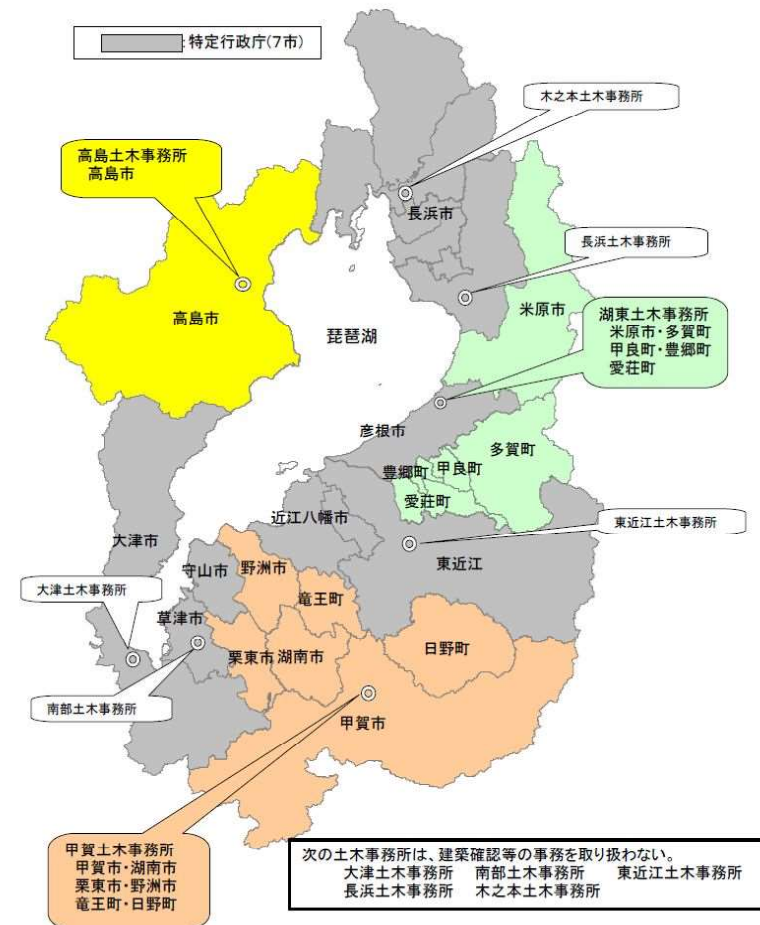 特定行政庁(7市)
木之本土木事務所
高島土木事務所
高島市
長浜市
長浜土木事務所
高島市
米原市
湖東土木事務所
米原市・多賀町
甲良町・豊郷町
愛荘町
琵琶湖
彦根市
多賀町
豊郷町
甲良町
愛荘町
近江八幡市
東近江土木事務所
大津市
東近江
守山市
野洲市
大津土木事務所
竜王町
草津市
日野町
栗東市
湖南市
南部土木事務所
甲賀市
甲賀土木事務所
甲賀市・湖南市
栗東市・野洲市
竜王町・日野町
次の土木事務所は、建築確認等の事務を取り扱わない。
大津土木事務所 南部土木事務所 東近江土木事務所
長浜土木事務所 木之本土木事務所